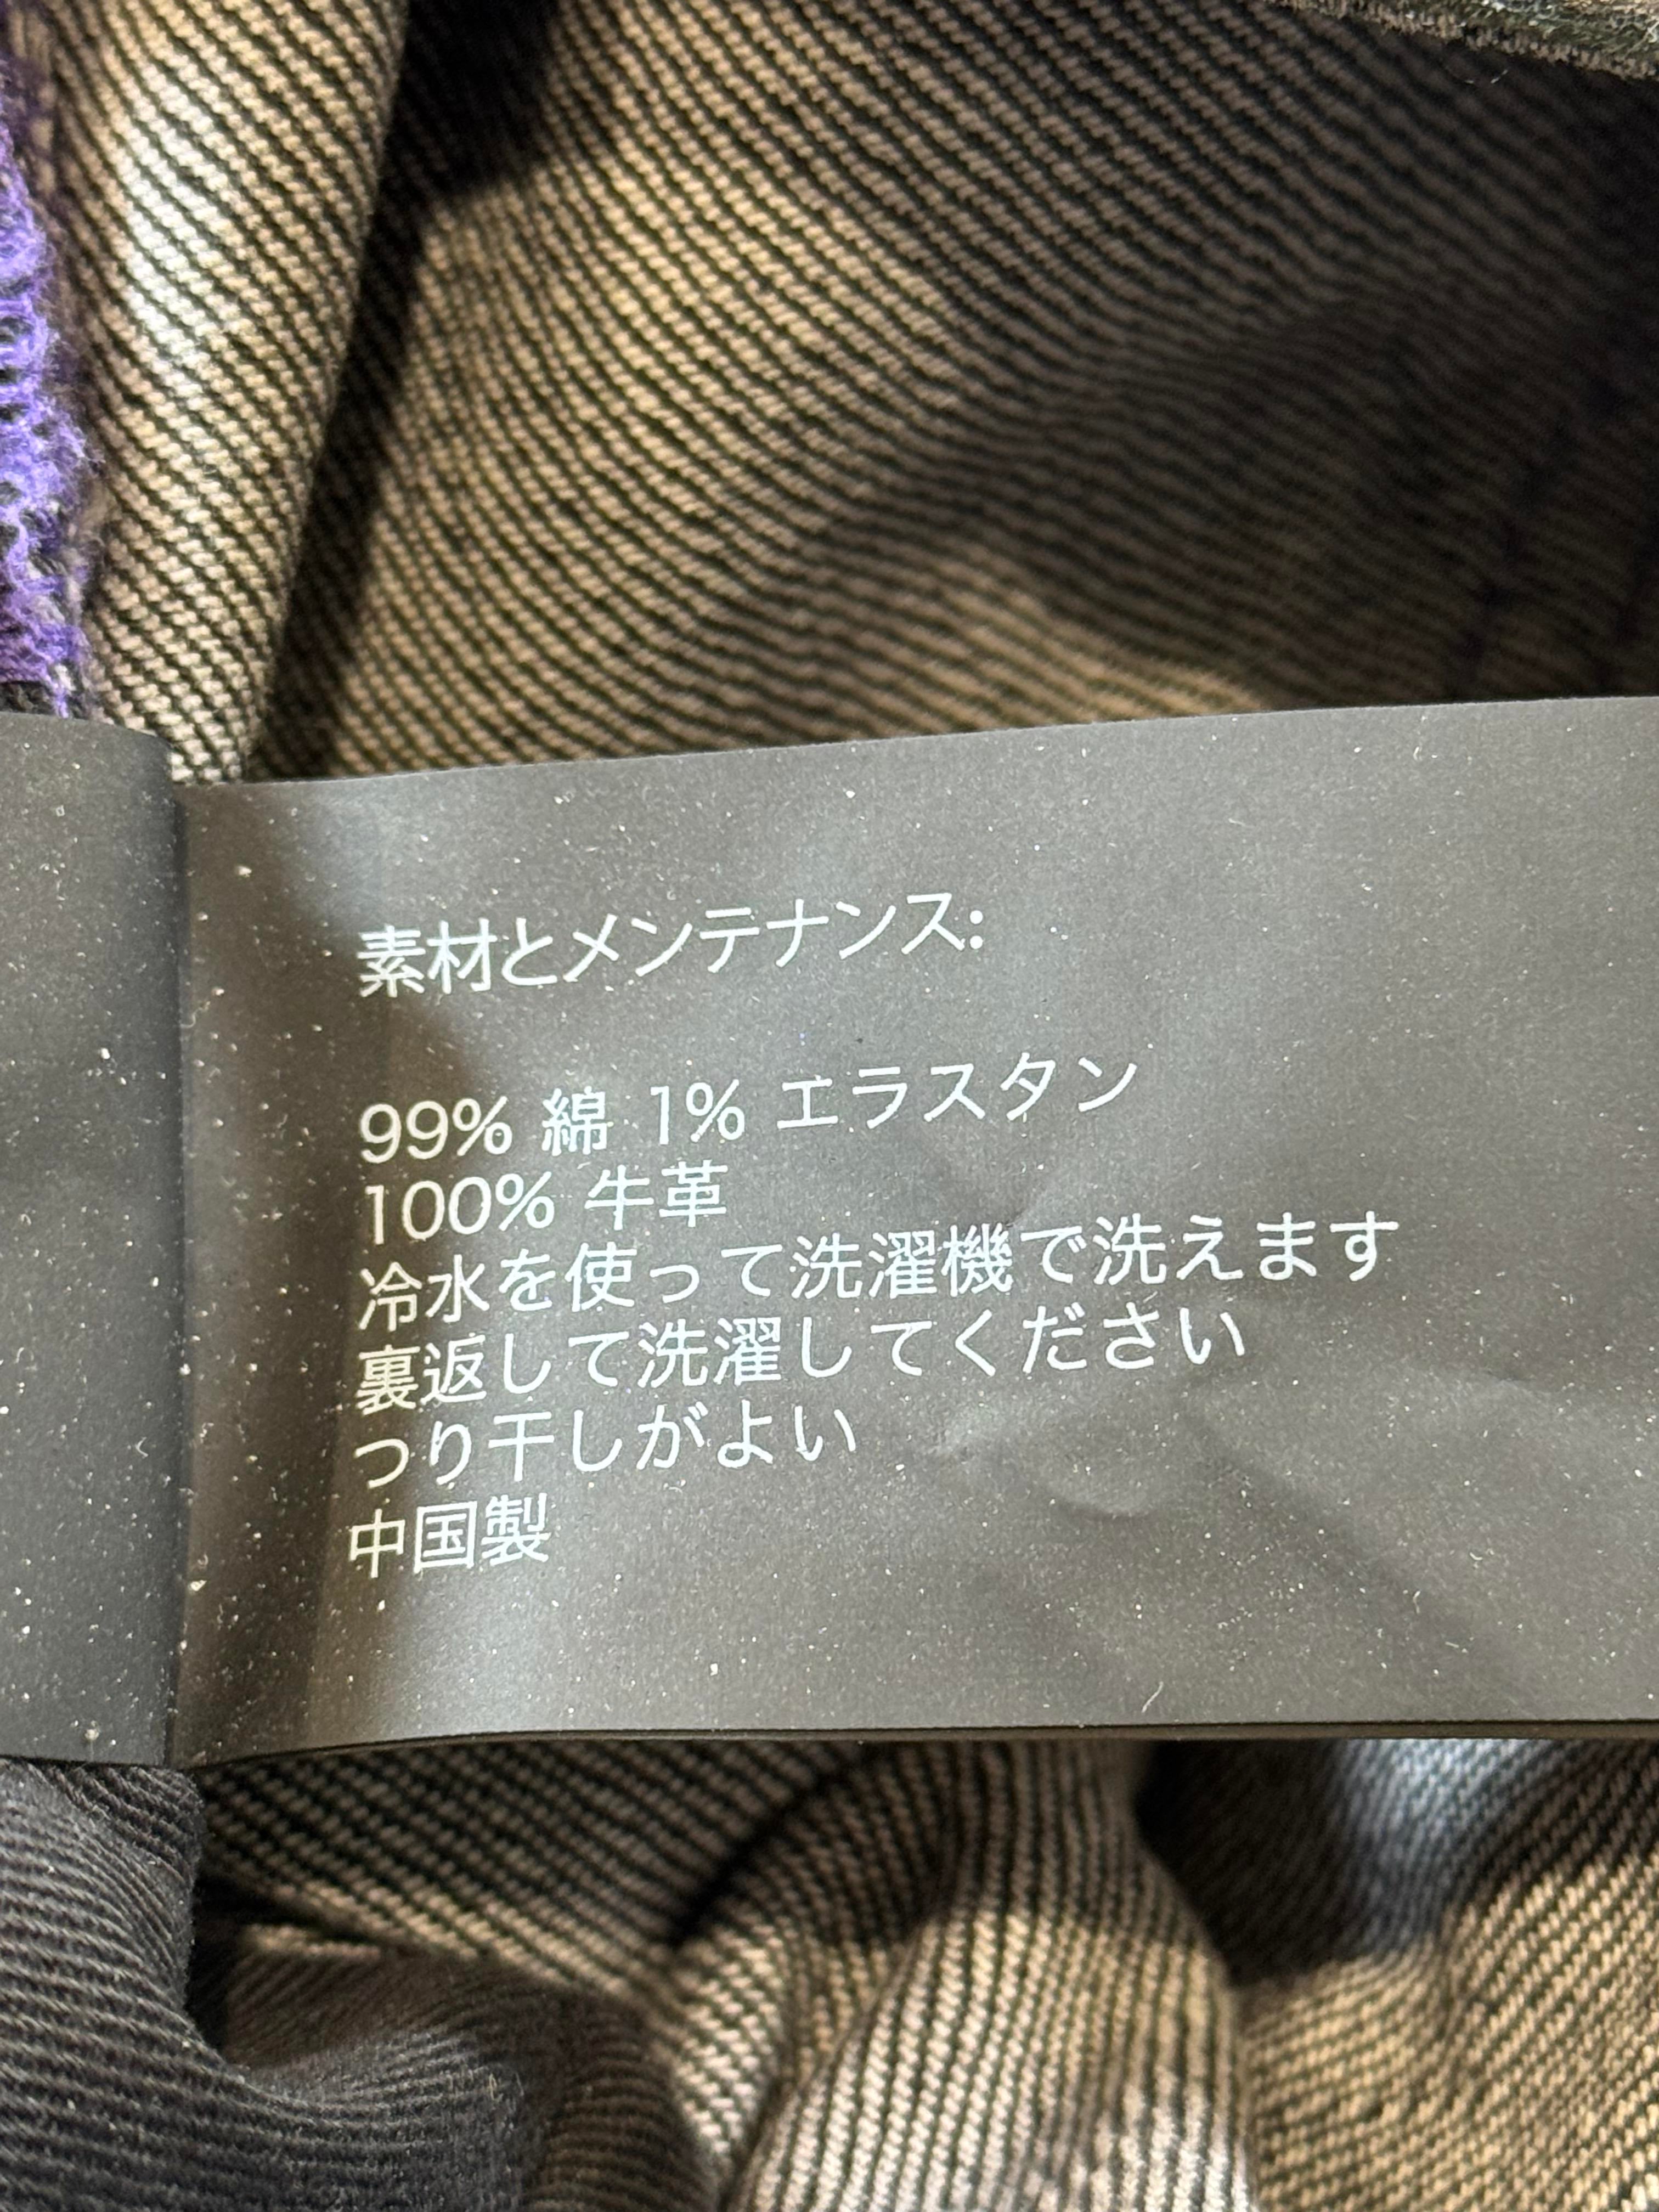 素材とメンテナンス:
99% 綿 1% エラスタン
100% 牛革
冷水を使って洗濯機で洗えます
裏返して洗濯してください
つり干しがよい
中国製